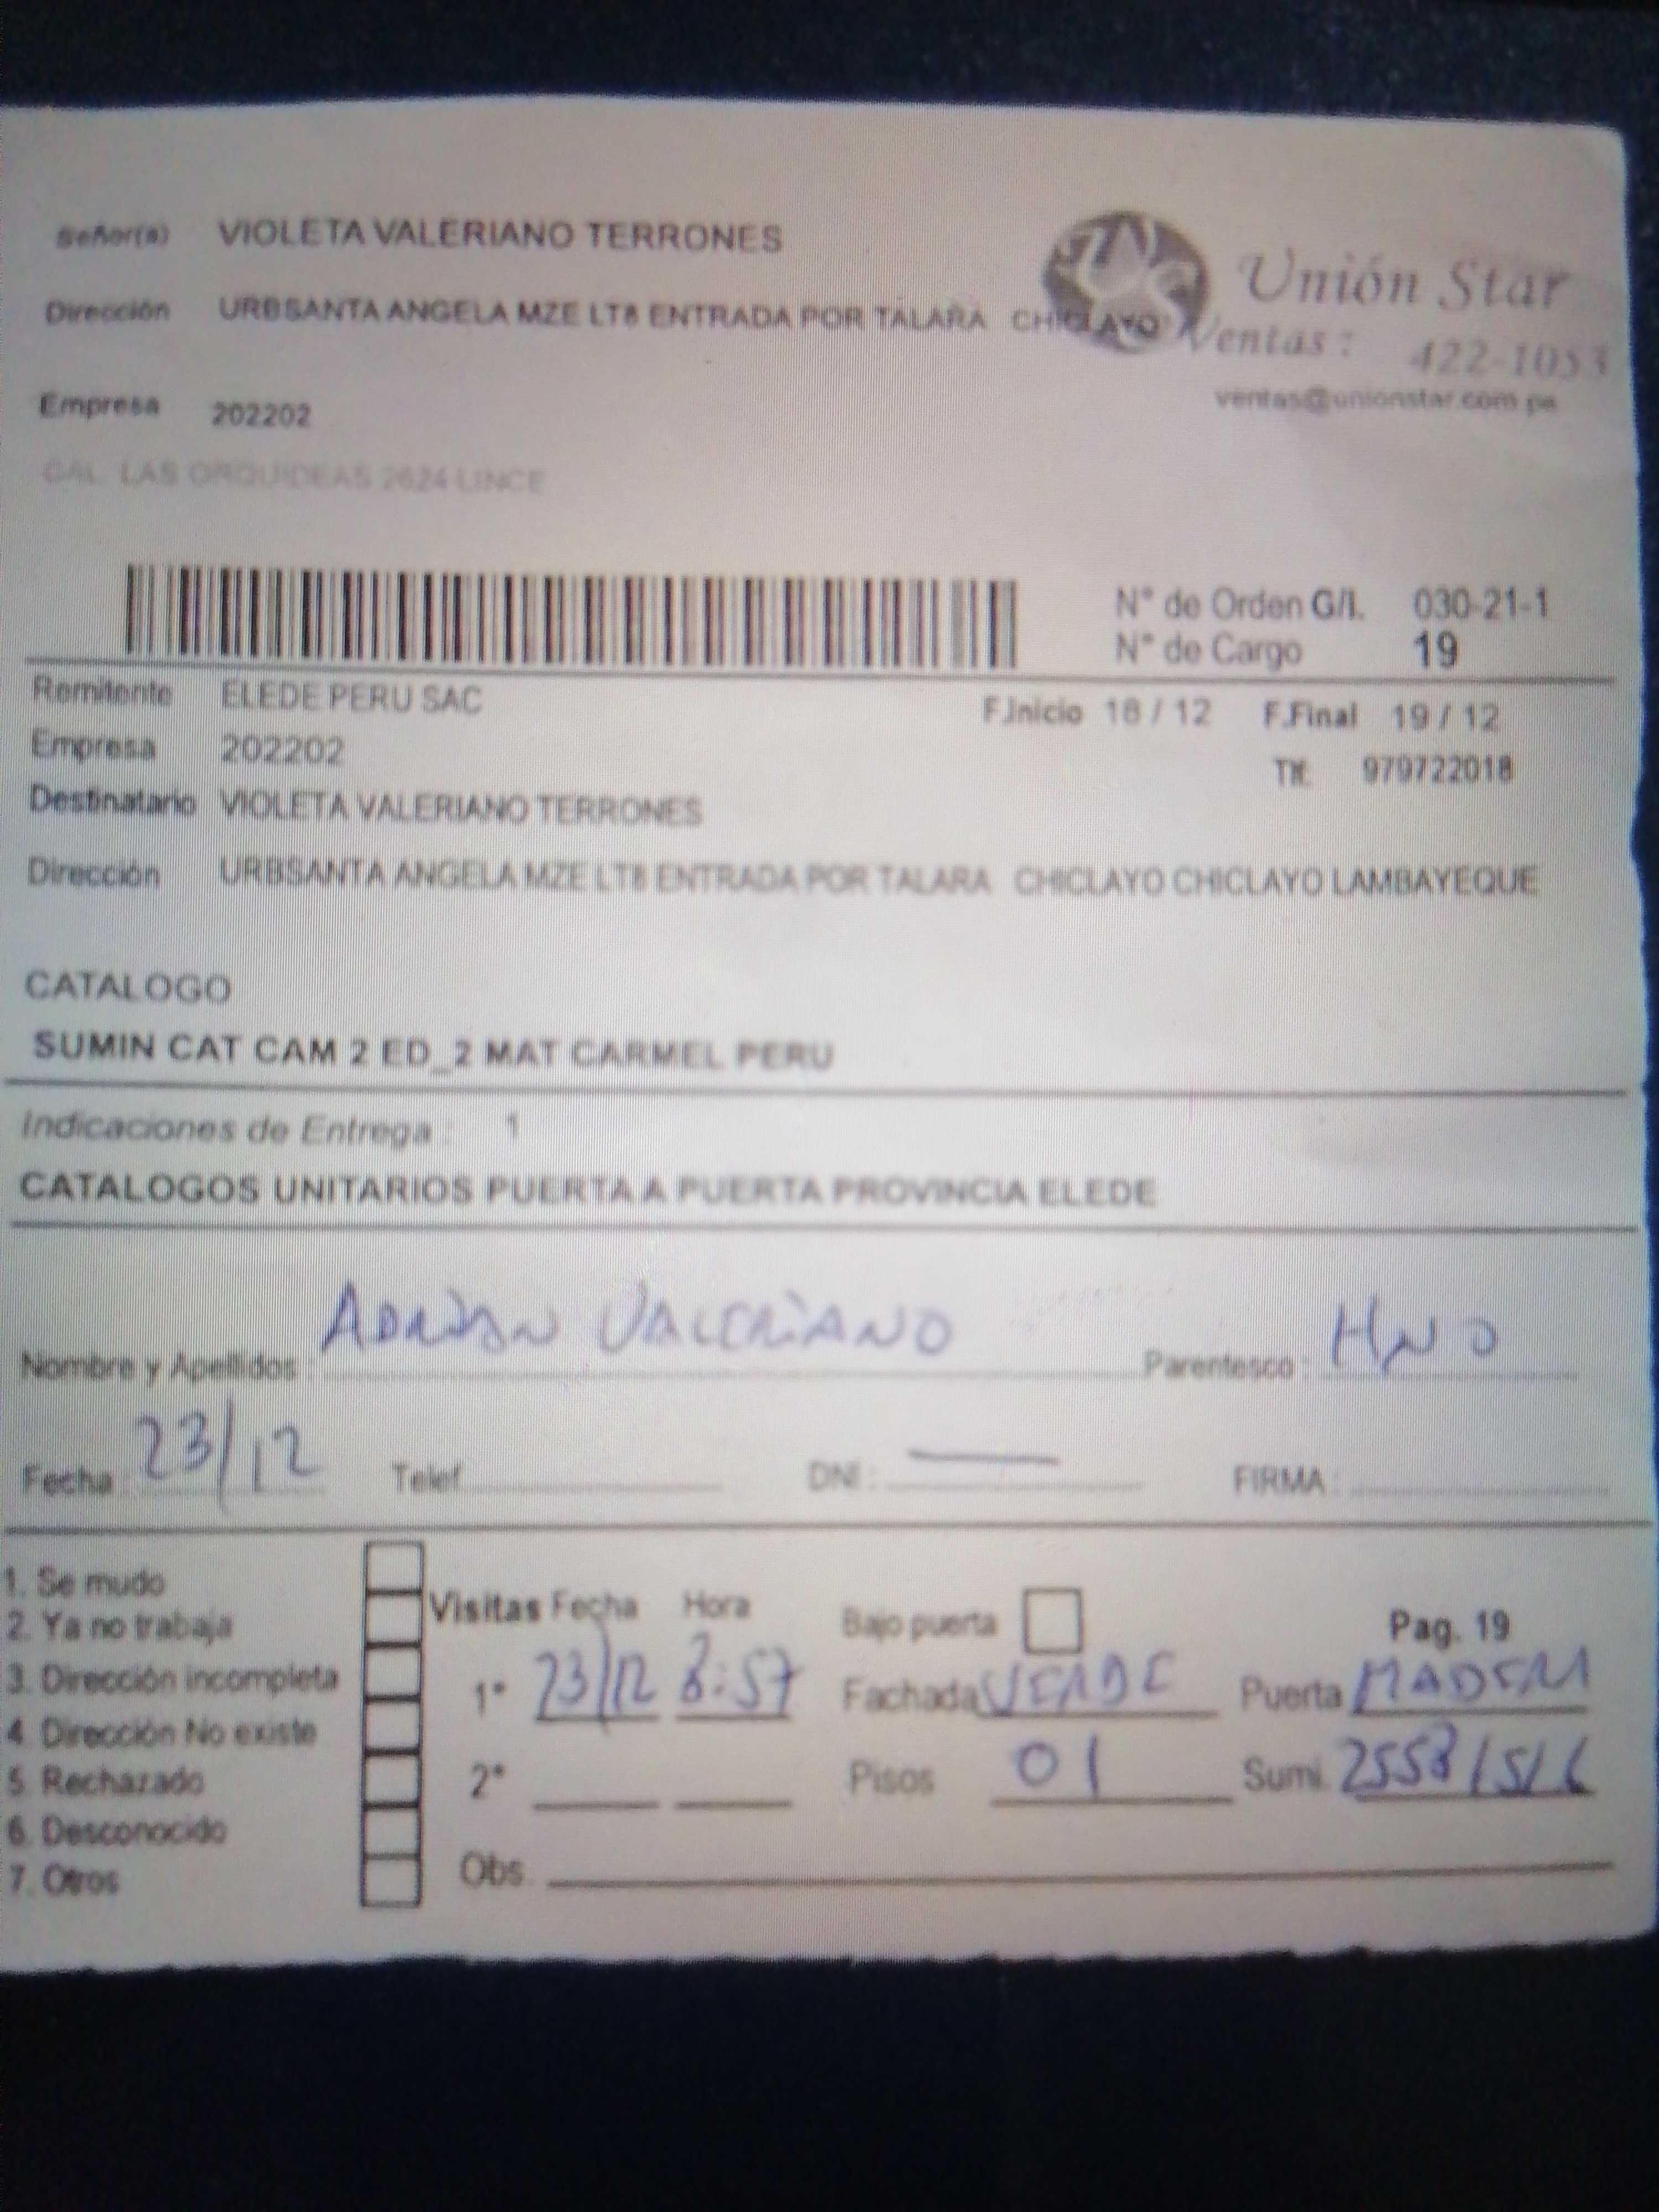 Señor(a) VIOLETA VALERIANO TERRONES
Unión Star
Dirección URBSANTA ANGELA MZE LT8 ENTRADA POR TALARA CHICLAYO
Ventas: 422-1053
ventas@unionstar.com.pe
Empresa 202202
CAL. LAS ORQUIDEAS 2624 LINCE
N° de Orden G/I. 030-21-1
N° de Cargo 19
Remitente ELEDE PERU SAC
F.Inicio 18 / 12 F.Final 19 / 12
Empresa 202202
Tlf: 979722018
Destinatario VIOLETA VALERIANO TERRONES
Dirección URBSANTA ANGELA MZE LT8 ENTRADA POR TALARA CHICLAYO CHICLAYO LAMBAYEQUE
CATALOGO
SUMIN CAT CAM 2 ED_2 MAT CARMEL PERU
Indicaciones de Entrega : 1
CATALOGOS UNITARIOS PUERTA A PUERTA PROVINCIA ELEDE
Nombre y Apellidos : ADRIAN VALERIANO Parentesco : HNO
Fecha : 23/12 Telef. DNI : — FIRMA :
1. Se mudo
2. Ya no trabaja
3. Dirección incompleta
4. Dirección No existe
5. Rechazado
6. Desconocido
7. Otros
Visitas Fecha Hora Bajo puerta Pag. 19
1° 23/12 8:57 Fachada VERDE Puerta MADERA
2° Pisos 01 Sumi.
Obs.